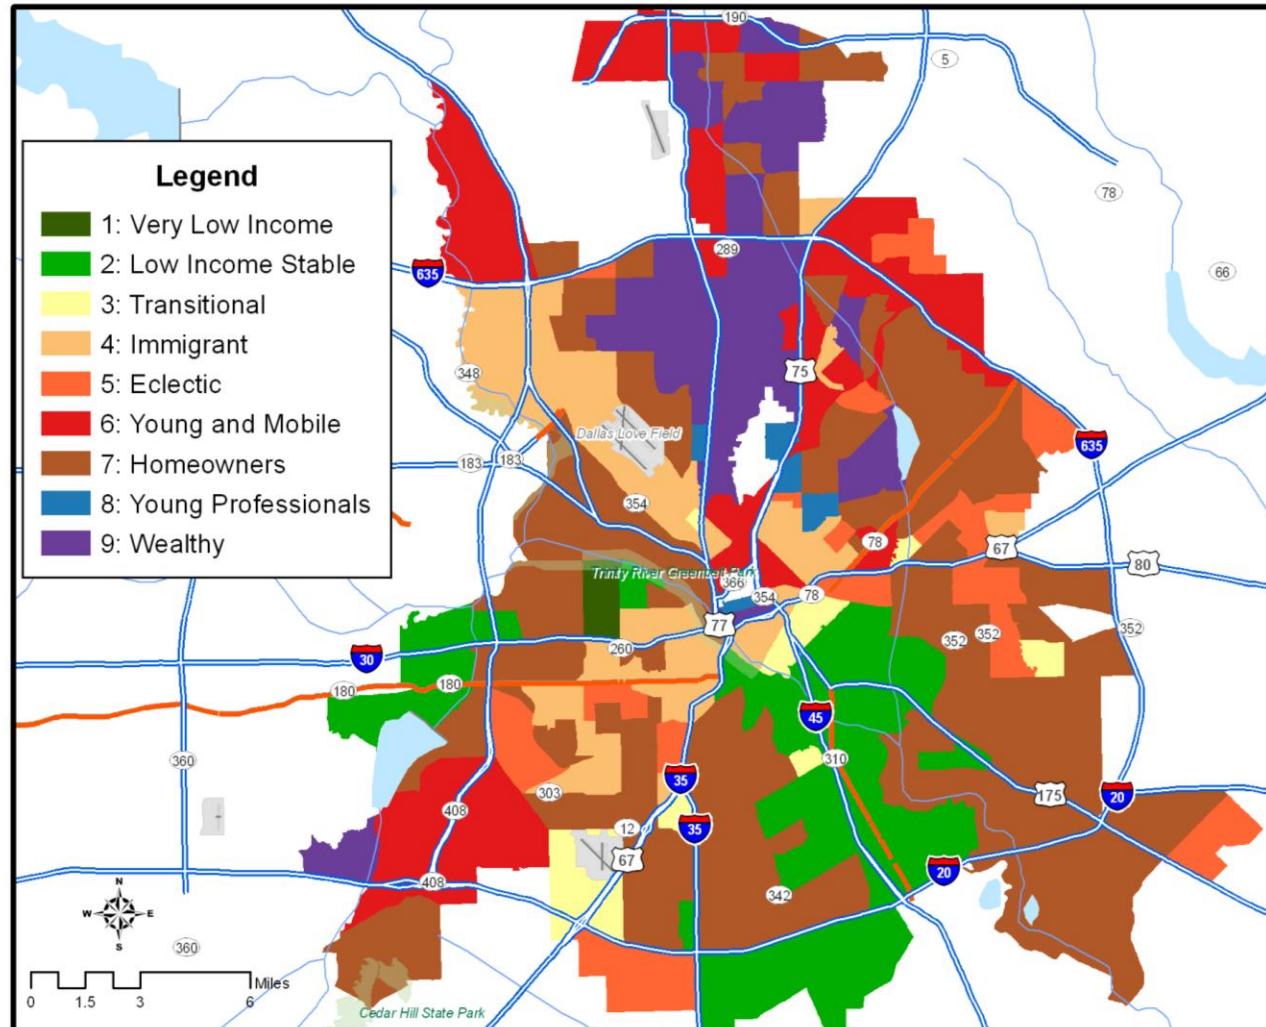 190
5
78
66
Legend
1: Very Low Income
2: Low Income Stable
3: Transitional
4: Immigrant
5: Eclectic
6: Young and Mobile
7: Homeowners
8: Young Professionals
9: Wealthy
289
635
348
75
Dallas Love Field
635
183
183
354
78
67
80
Trinity River Greenbelt Park
366
354
78
77
352
352
352
30
260
180
180
45
360
310
35
303
175
20
408
12
35
67
20
408
342
N
W
E
S
360
Miles
0
1.5
3
6
Cedar Hill State Park